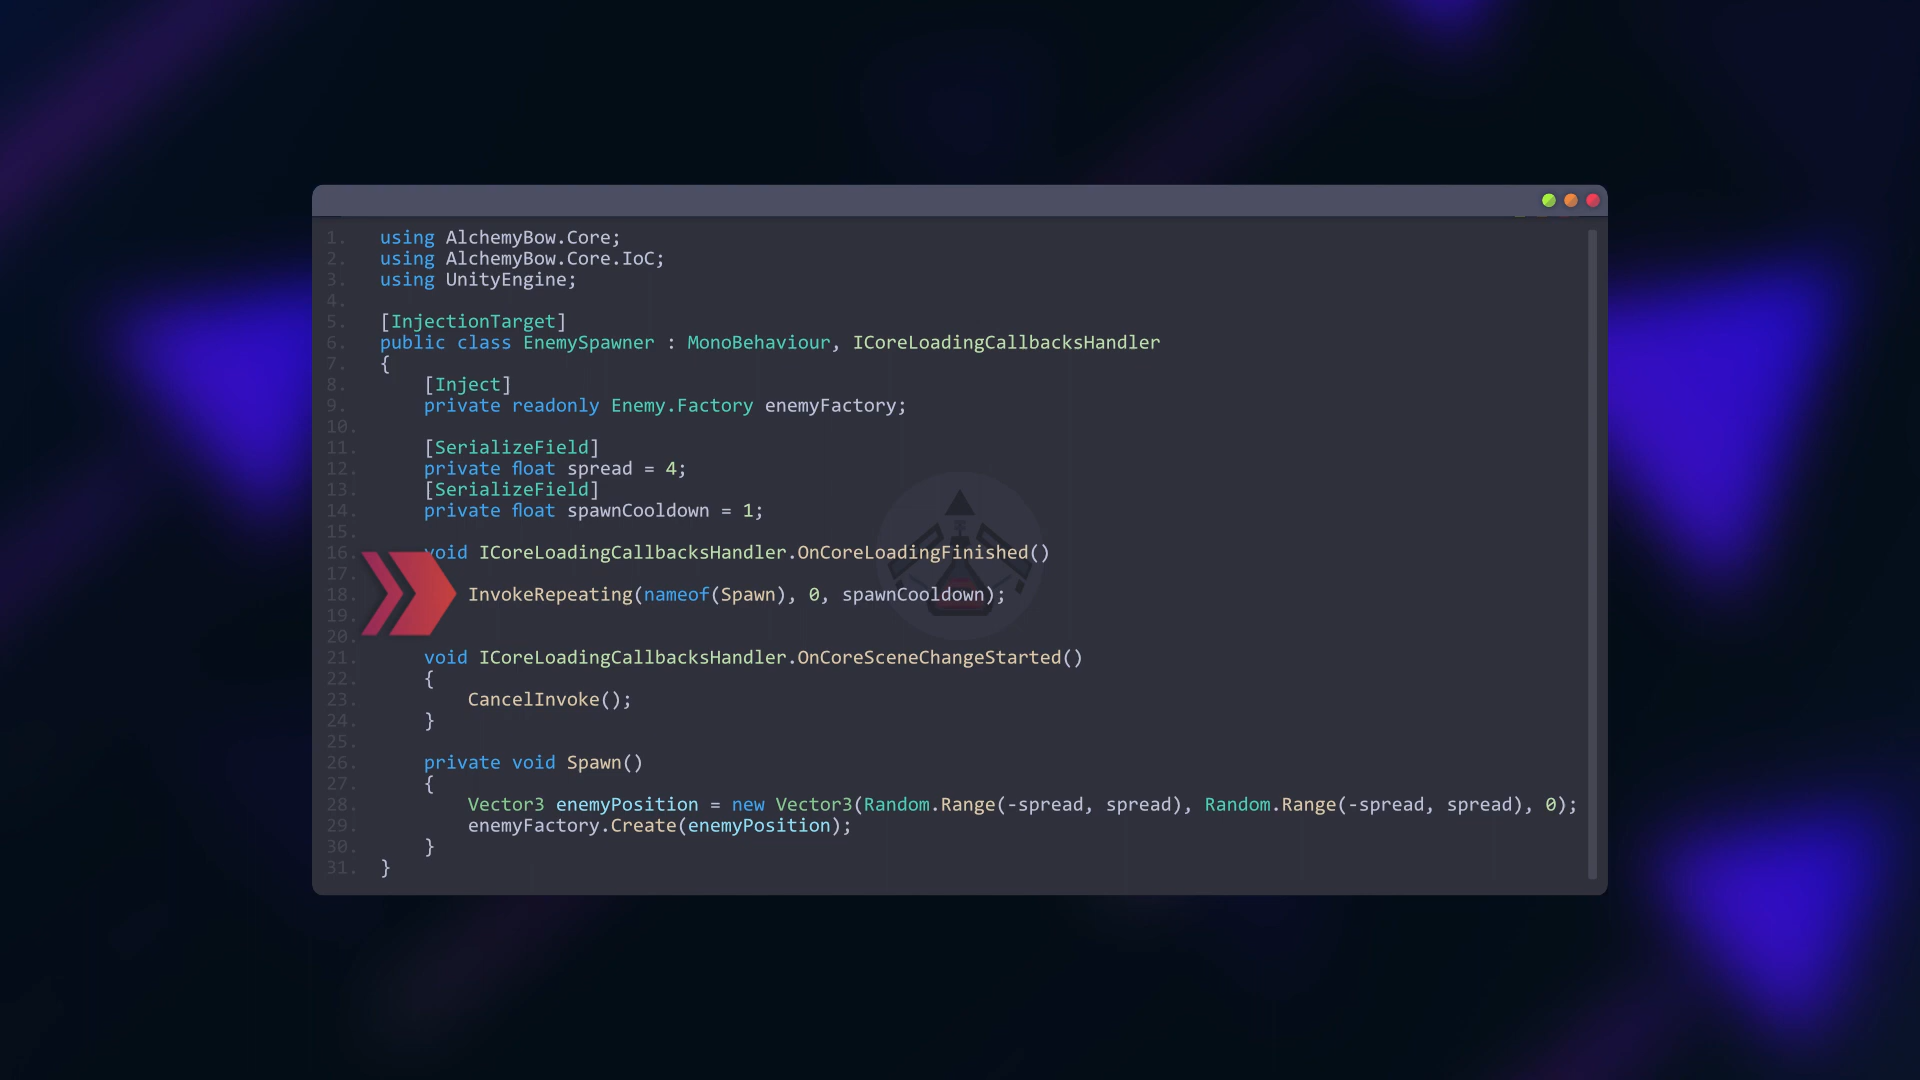 1. using AlchemyBow.Core;
2. using AlchemyBow.Core.IoC;
3. using UnityEngine;
4.
5. [InjectionTarget]
6. public class EnemySpawner : MonoBehaviour, ICoreLoadingCallbacksHandler
7. {
8. [Inject]
9. private readonly Enemy.Factory enemyFactory;
10.
11. [SerializeField]
12. private float spread = 4;
13. [SerializeField]
14. private float spawnCooldown = 1;
15.
16. void ICoreLoadingCallbacksHandler.OnCoreLoadingFinished()
17.
18. InvokeRepeating(nameof(Spawn), 0, spawnCooldown);
19.
20.
21. void ICoreLoadingCallbacksHandler.OnCoreSceneChangeStarted()
22. {
23. CancelInvoke();
24. }
25.
26. private void Spawn()
27. {
28. Vector3 enemyPosition = new Vector3(Random.Range(-spread, spread), Random.Range(-spread, spread), 0);
29. enemyFactory.Create(enemyPosition);
30. }
31. }